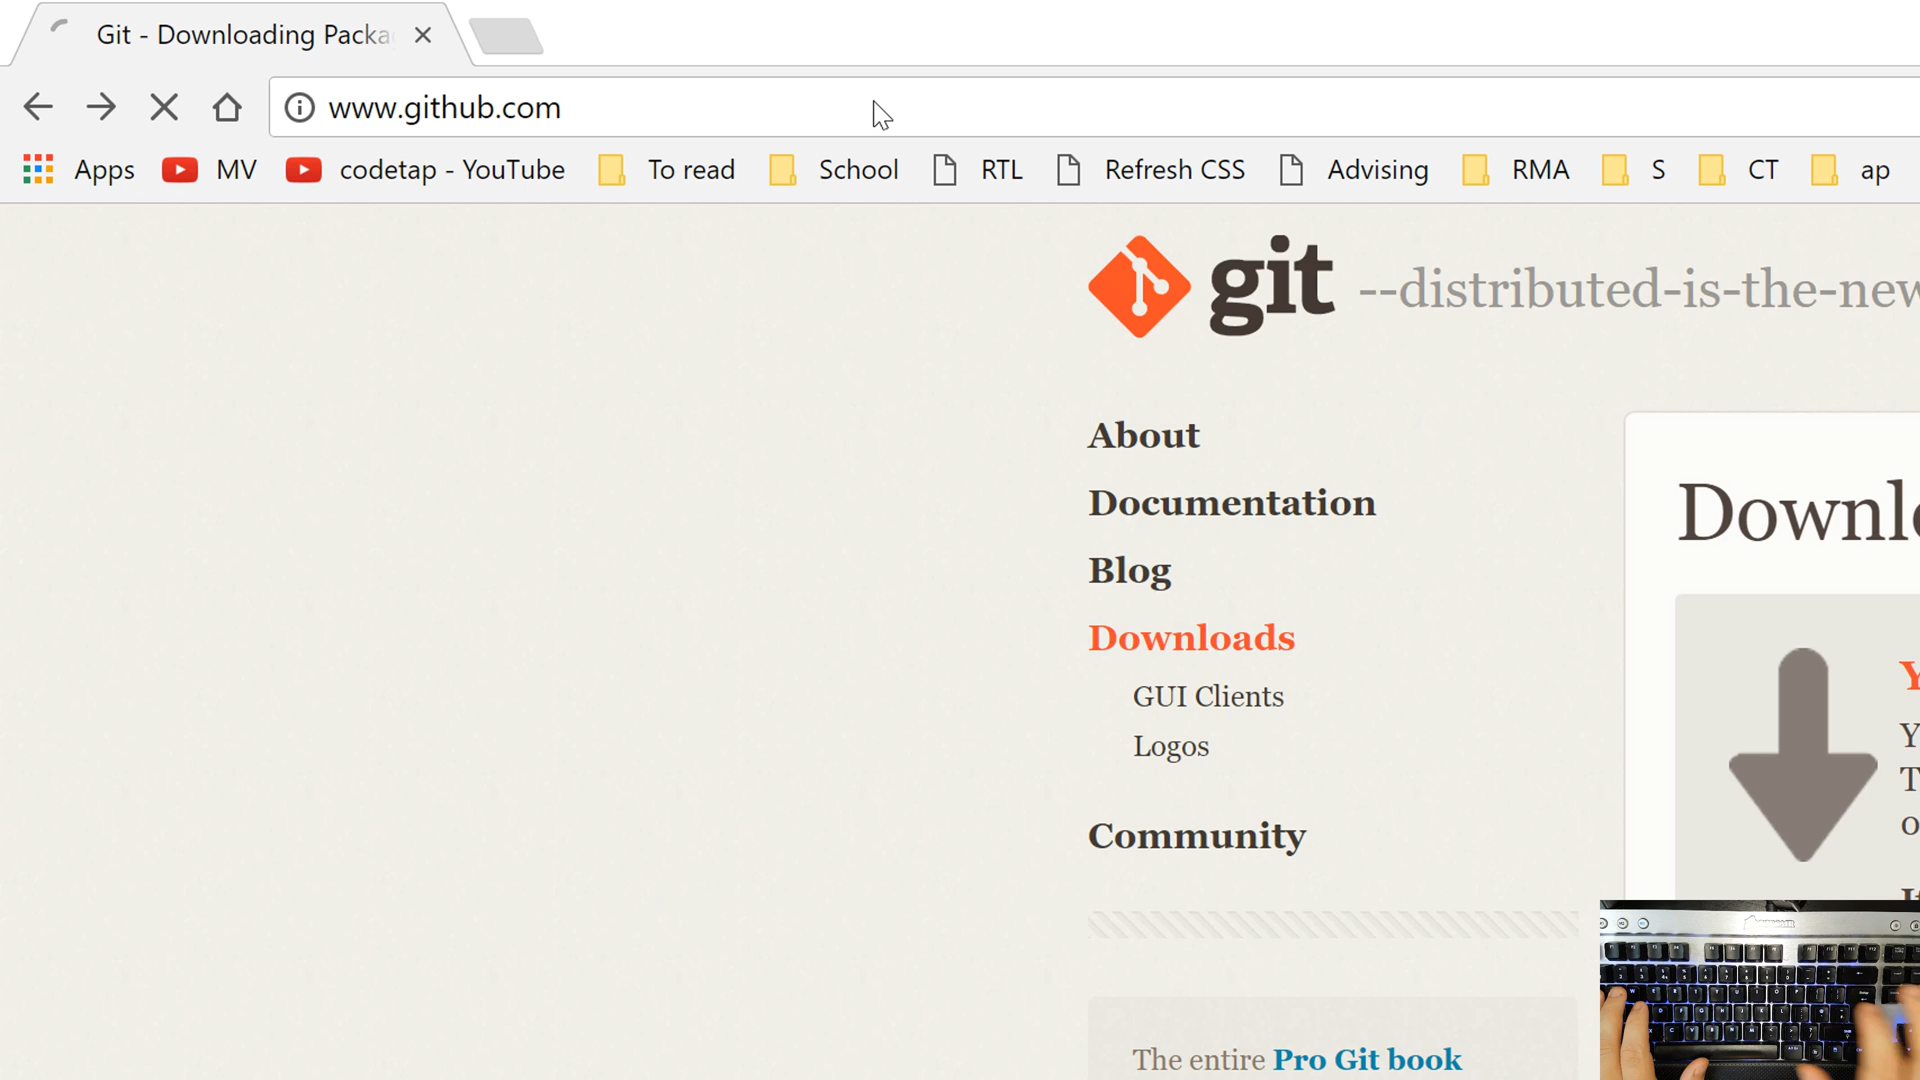 Git - Downloading Packa
www.github.com
Apps MV codetap - YouTube To read School RTL Refresh CSS Advising RMA S CT ap
git --distributed-is-the-new
About
Documentation
Blog
Downloads
GUI Clients
Logos
Community
Downlo
Y
Y
T
o
The entire Pro Git book